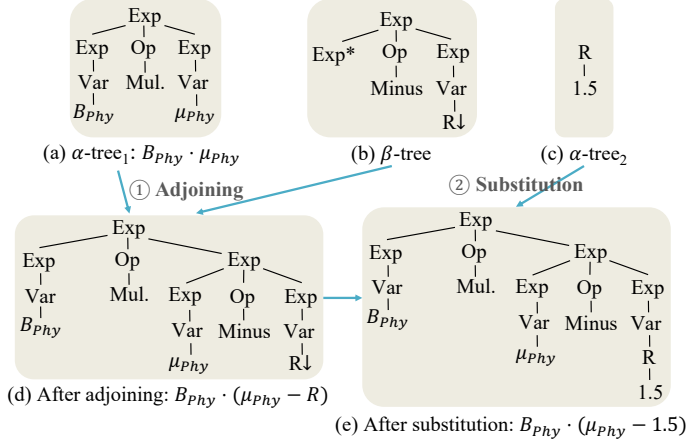 Exp
Exp Op Exp
Var Mul. Var
B_Phy μ_Phy
(a) α-tree₁: B_Phy · μ_Phy
Exp
Exp* Op Exp
Minus Var
R↓
(b) β-tree
R
1.5
(c) α-tree₂
① Adjoining
② Substitution
Exp
Exp Op Exp
Var Mul. Exp Op Exp
B_Phy Var Minus Var
μ_Phy R↓
(d) After adjoining: B_Phy · (μ_Phy − R)
Exp
Exp Op Exp
Var Mul. Exp Op Exp
B_Phy Var Minus Var
μ_Phy R
1.5
(e) After substitution: B_Phy · (μ_Phy − 1.5)